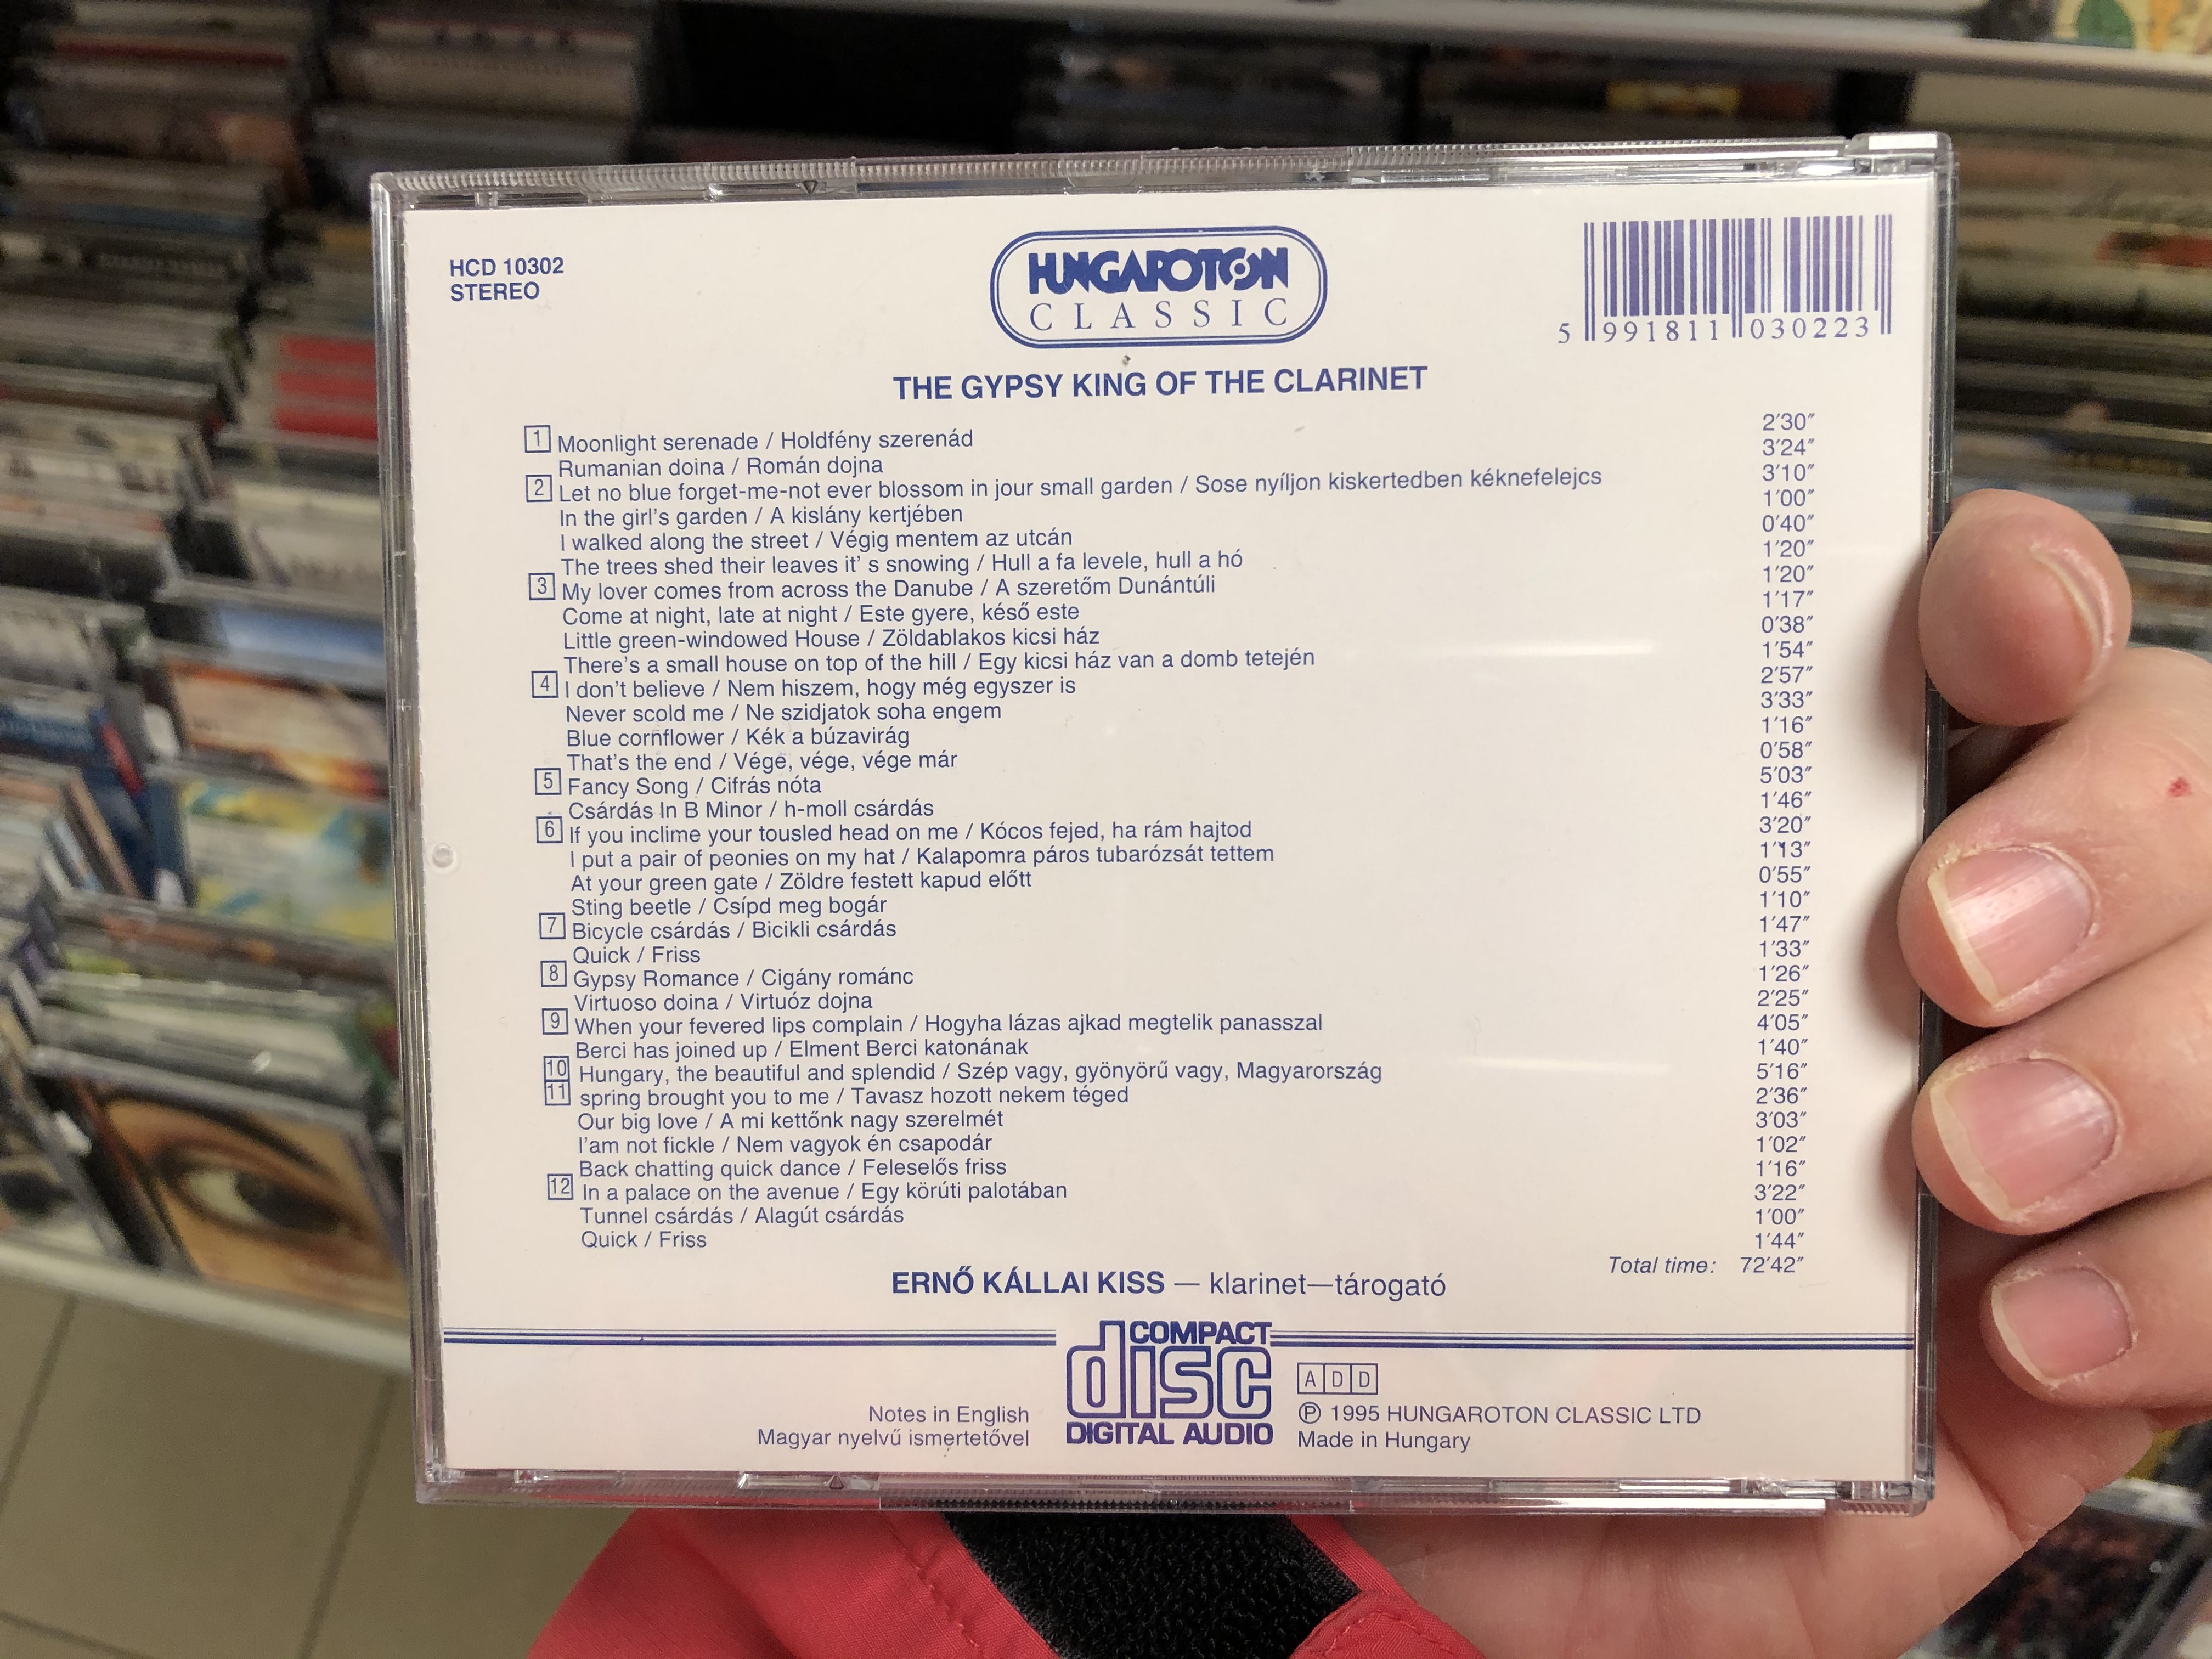 HCD 10302
STEREO
HUNGAROTON
CLASSIC
5 991811 030223
THE GYPSY KING OF THE CLARINET
1 Moonlight serenade / Holdfény szerenád 2'30"
Rumanian doina / Román dojna 3'24"
2 Let no blue forget-me-not ever blossom in jour small garden / Sose nyíljon kiskertedben kéknefelejcs 3'10"
In the girl's garden / A kislány kertjében 1'00"
I walked along the street / Végig mentem az utcán 0'40"
The trees shed their leaves it' s snowing / Hull a fa levele, hull a hó 1'20"
3 My lover comes from across the Danube / A szeretőm Dunántúli 1'20"
Come at night, late at night / Este gyere, késő este 1'17"
Little green-windowed House / Zöldablakos kicsi ház 0'38"
There's a small house on top of the hill / Egy kicsi ház van a domb tetején 1'54"
4 I don't believe / Nem hiszem, hogy még egyszer is 2'57"
Never scold me / Ne szidjatok soha engem 3'33"
Blue cornflower / Kék a búzavirág 1'16"
That's the end / Vége, vége, vége már 0'58"
5 Fancy Song / Cifrás nóta 5'03"
Csárdás In B Minor / h-moll csárdás 1'46"
6 If you inclime your tousled head on me / Kócos fejed, ha rám hajtod 3'20"
I put a pair of peonies on my hat / Kalapomra páros tubarózsát tettem 1'13"
At your green gate / Zöldre festett kapud előtt 0'55"
Sting beetle / Csípd meg bogár 1'10"
7 Bicycle csárdás / Bicikli csárdás 1'47"
Quick / Friss 1'33"
8 Gypsy Romance / Cigány románc 1'26"
Virtuoso doina / Virtuóz dojna 2'25"
9 When your fevered lips complain / Hogyha lázas ajkad megtelik panasszal 4'05"
Berci has joined up / Elment Berci katonának 1'40"
10 Hungary, the beautiful and splendid / Szép vagy, gyönyörű vagy, Magyarország 5'16"
11 spring brought you to me / Tavasz hozott nekem téged 2'36"
Our big love / A mi kettőnk nagy szerelmét 3'03"
I'am not fickle / Nem vagyok én csapodár 1'02"
Back chatting quick dance / Feleselős friss 1'16"
12 In a palace on the avenue / Egy körúti palotában 3'22"
Tunnel csárdás / Alagút csárdás 1'00"
Quick / Friss 1'44"
Total time: 72'42"
ERNŐ KÁLLAI KISS — klarinet—tárogató
COMPACT
disc
DIGITAL AUDIO
ADD
Notes in English
Magyar nyelvű ismertetővel
℗ 1995 HUNGAROTON CLASSIC LTD
Made in Hungary